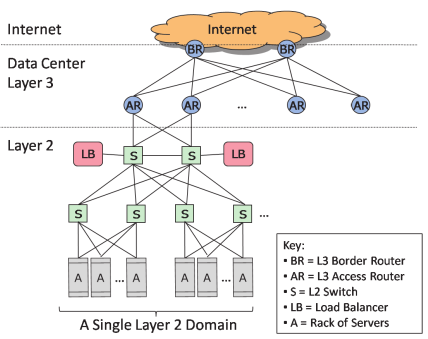 Internet
Internet
BR BR
Data Center
Layer 3
AR AR ... AR AR
Layer 2
LB S S LB
S S S S ...
A A ... A A A ... A
A Single Layer 2 Domain
Key:
▪ BR = L3 Border Router
▪ AR = L3 Access Router
▪ S = L2 Switch
▪ LB = Load Balancer
▪ A = Rack of Servers